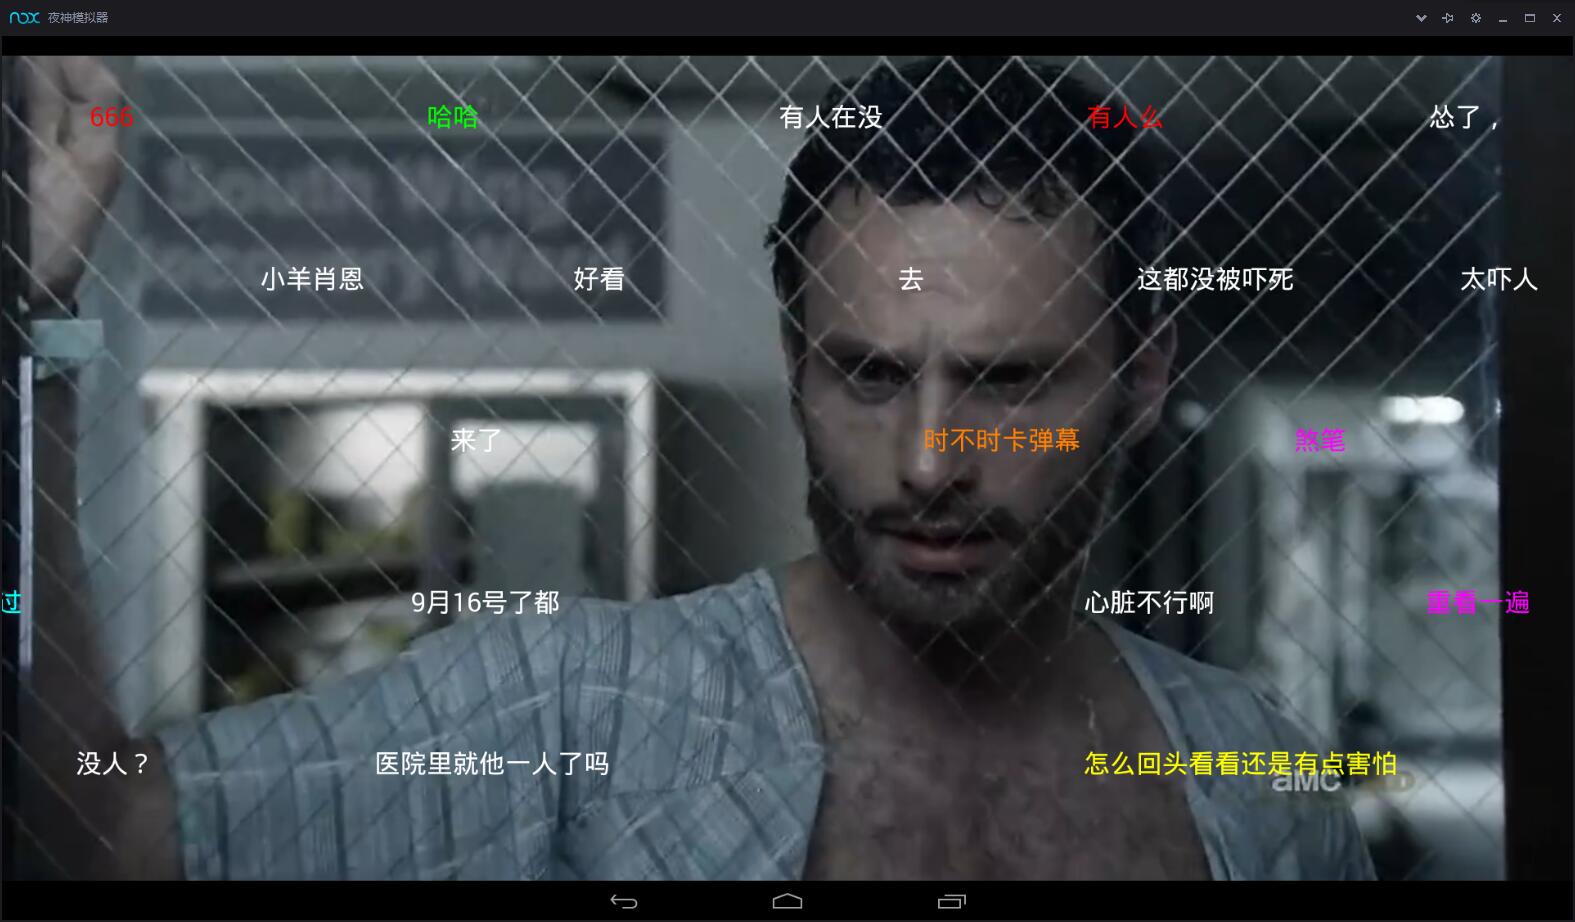 nox 夜神模拟器
666 哈哈 有人在没 有人么 怂了，
South Wing
小羊肖恩 好看 去 这都没被吓死 太吓人
来了 时不时卡弹幕 煞笔
过 9月16号了都 心脏不行啊 重看一遍
没人？ 医院里就他一人了吗 怎么回头看看还是有点害怕
amc